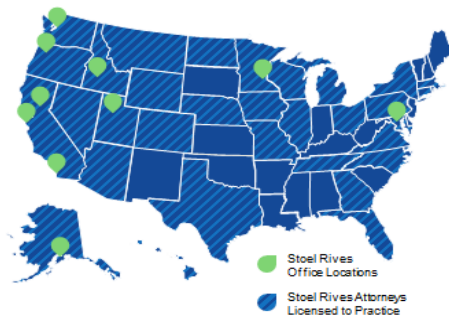 Stoel Rives
Office Locations
Stoel Rives Attorneys
Licensed to Practice